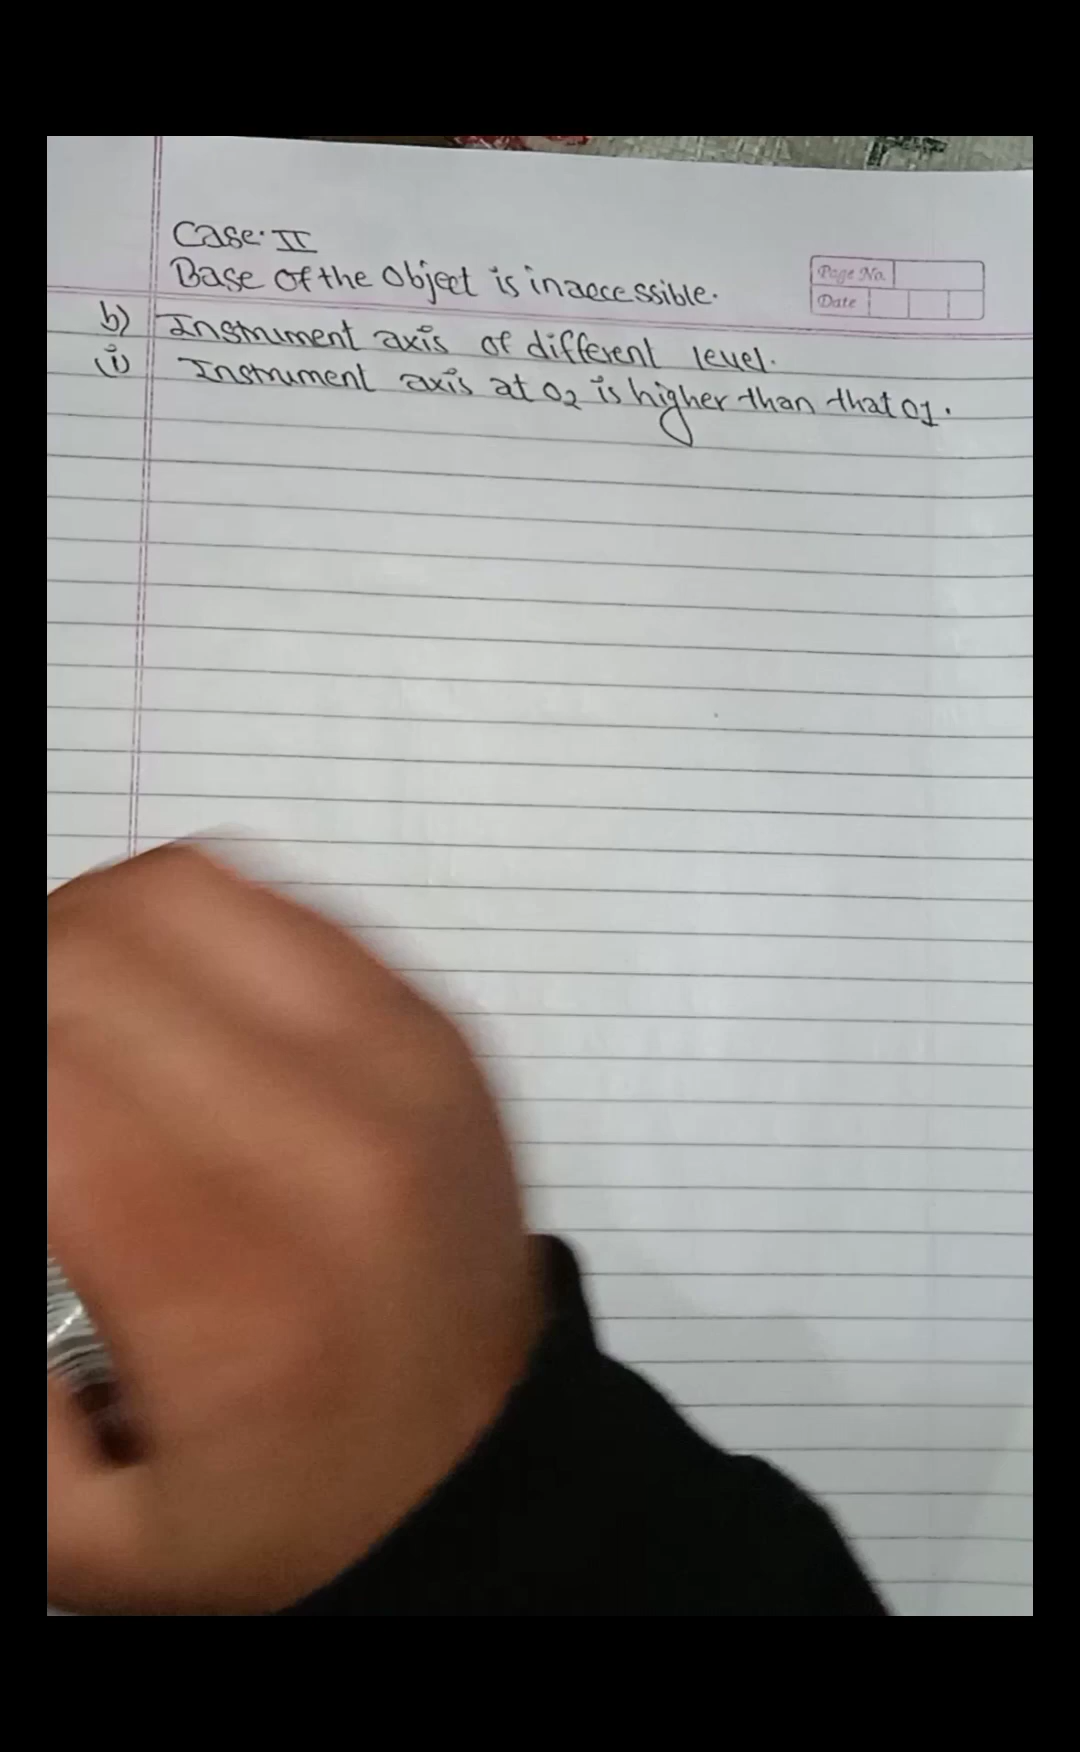 Case. II
Base of the object is inaccessible.
Page No.
Date
b) Instrument axis of different level.
(i) Instrument axis at O2 is higher than that O1.